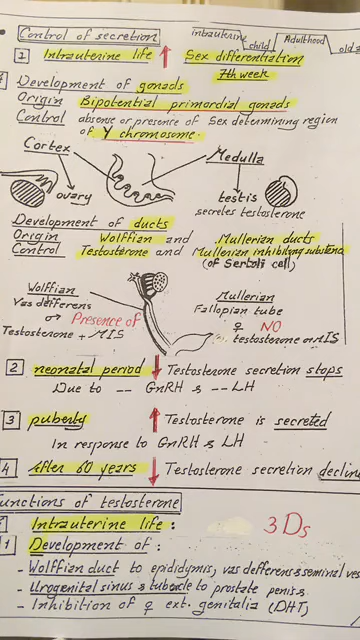 Control of secretion
intrauterine child Adulthood old a
1 Intrauterine life ↑ Sex differentiation
7th week
Development of gonads
Origin Bipotential primordial gonads
Control absense or presence of Sex determining region
of Y chromosome.
Cortex Medulla
ovary testis
secretes testosterone
Development of ducts
Origin Wolffian and Mullerian ducts
Control Testosterone and Mullerian inhibiting substance
(of Sertoli cell)
Wolffian Mullerian
Vas differens Fallopian tube
♂ Presence of ♀ NO
Testosterone + MIS testosterone or MIS
2 neonatal period ↓ Testosterone secretion stops
Due to -- GnRH & -- LH
3 puberty ↑ Testosterone is secreted
In response to GnRH & LH
4 After 60 years ↓ Testosterone secretion decline
Functions of testosterone
Intrauterine life : 3 Ds
1 Development of :
- Wolffian duct to epididymis, vas defferens & seminal ves
- Urogenital sinus & tubercle to prostate penis &
- Inhibition of ♀ ext. genitalia (DHT)